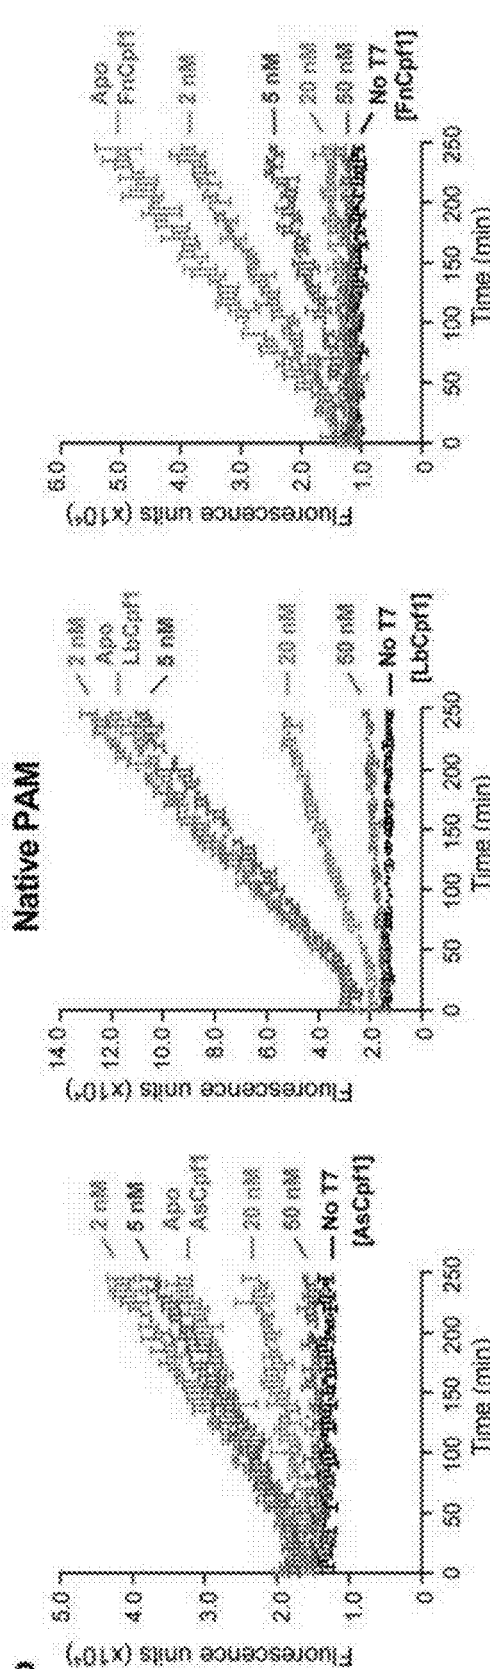 Native PAM
Fluorescence units (x10⁶)
5.0
4.0
3.0
2.0
1.0
0
0 50 100 150 200 250
Time (min)
2 nM
5 nM
Apo
AsCpf1
20 nM
50 nM
No T7
[AsCpf1]
Fluorescence units (x10⁶)
14.0
12.0
10.0
8.0
6.0
4.0
2.0
0
0 50 100 150 200 250
Time (min)
2 nM
Apo
LbCpf1
5 nM
20 nM
50 nM
No T7
[LbCpf1]
Fluorescence units (x10⁶)
6.0
5.0
4.0
3.0
2.0
1.0
0
0 50 100 150 200 250
Time (min)
Apo
FnCpf1
2 nM
5 nM
20 nM
50 nM
No T7
[FnCpf1]